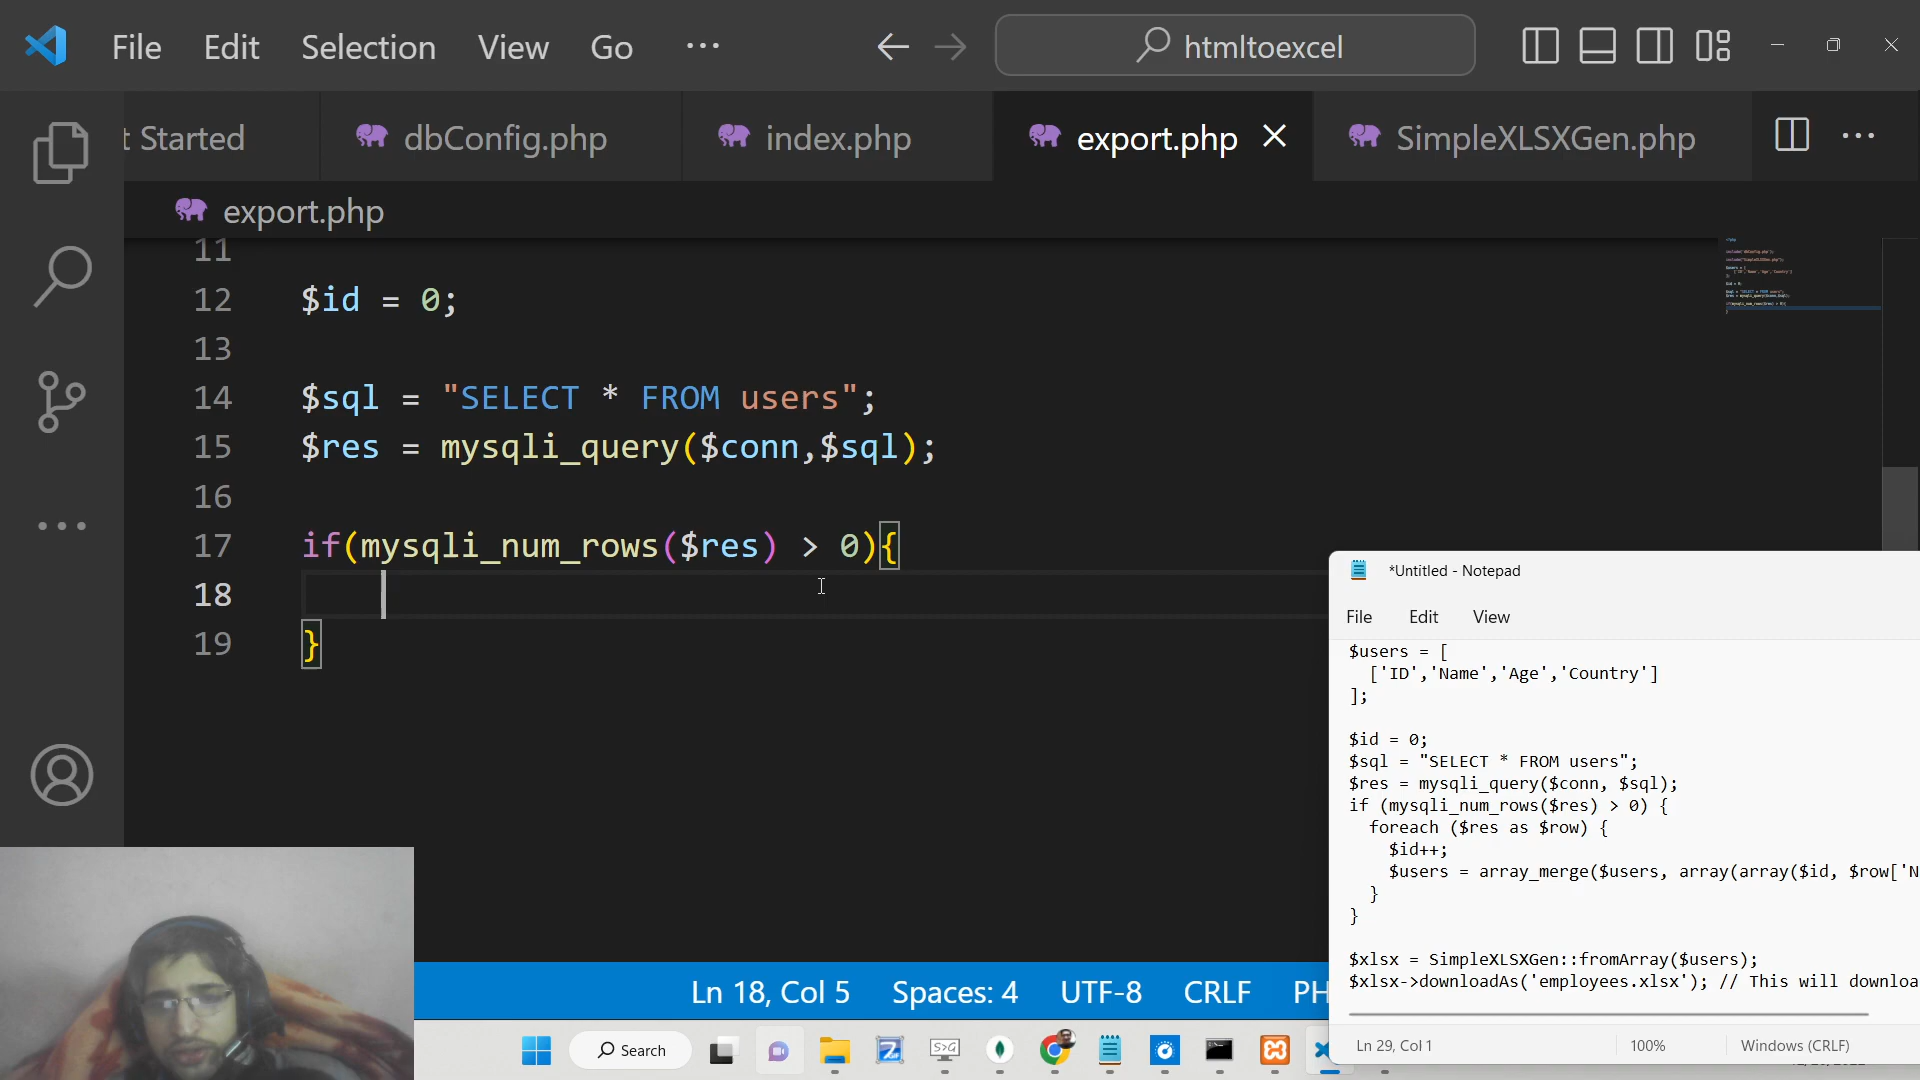 File Edit Selection View Go ··· htmltoexcel
t Started dbConfig.php index.php export.php SimpleXLSXGen.php
export.php
11
12 $id = 0;
13
14 $sql = "SELECT * FROM users";
15 $res = mysqli_query($conn,$sql);
16
17 if(mysqli_num_rows($res) > 0){
18
19 }
*Untitled - Notepad
File Edit View
$users = [
['ID','Name','Age','Country']
];
$id = 0;
$sql = "SELECT * FROM users";
$res = mysqli_query($conn, $sql);
if (mysqli_num_rows($res) > 0) {
foreach ($res as $row) {
$id++;
$users = array_merge($users, array(array($id, $row['N
}
}
$xlsx = SimpleXLSXGen::fromArray($users);
$xlsx->downloadAs('employees.xlsx'); // This will downloa
Ln 29, Col 1 100% Windows (CRLF)
Ln 18, Col 5 Spaces: 4 UTF-8 CRLF PH
Search